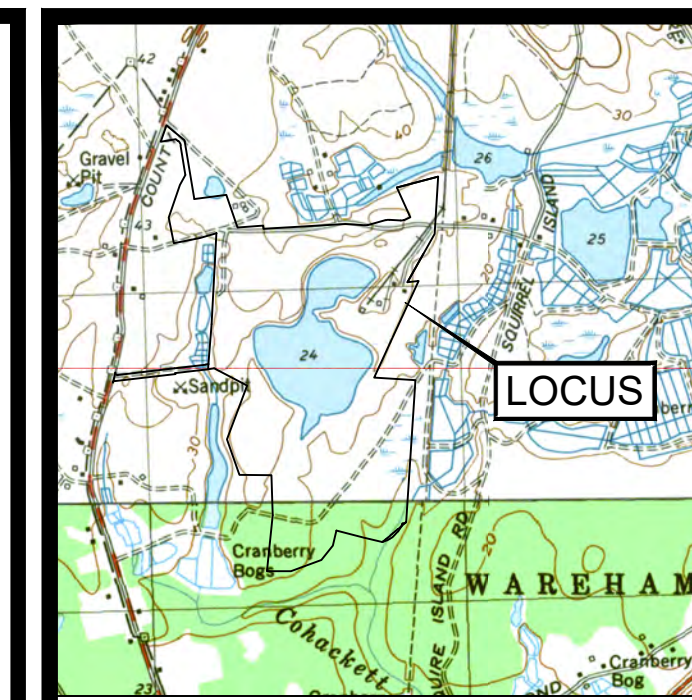 42
30
40
Gravel
Pit
COUNTY
26
ISLAND
43
25
20
SQUIRREL
24
LOCUS
Sandpit
30
Cranberry
Bogs
SQUIRE ISLAND RD
20
WAREHAM
Cohackett
Cranberry
Bog
23